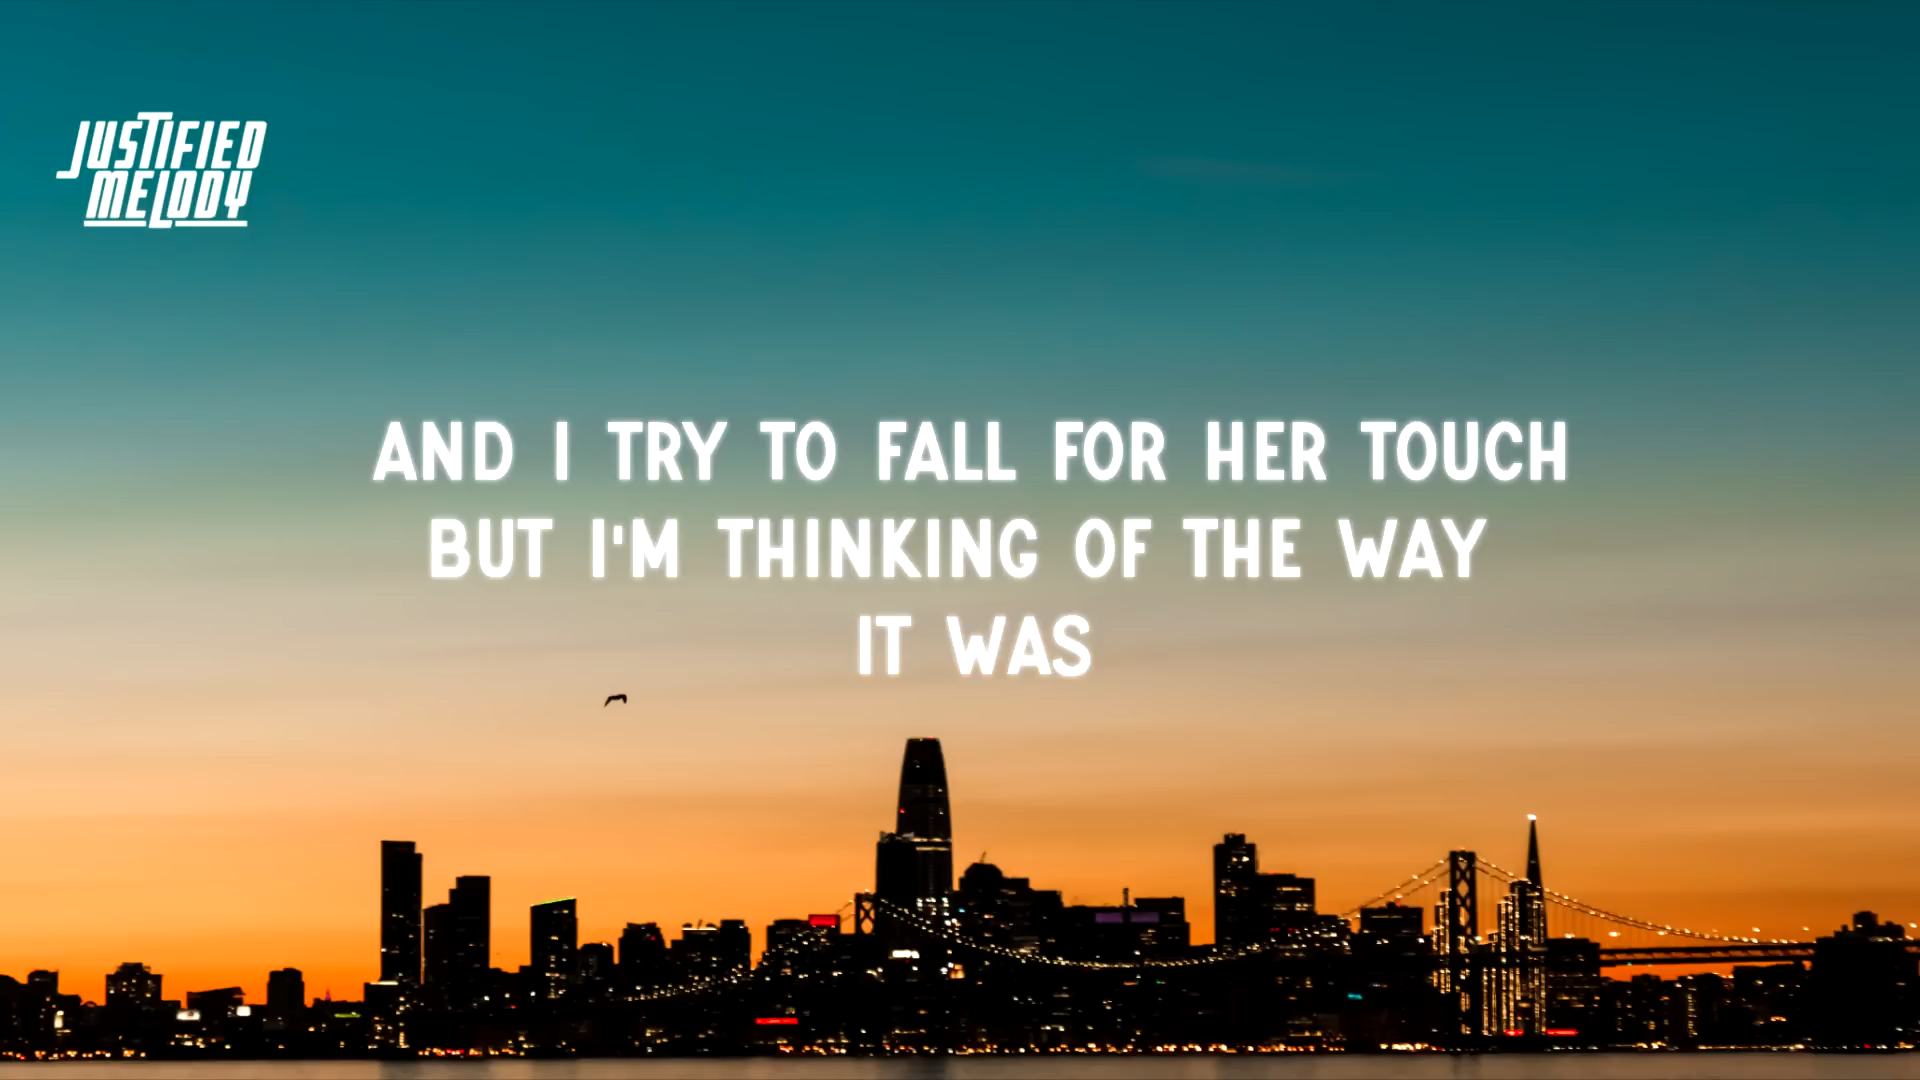 JUSTIFIED
MELODY
AND I TRY TO FALL FOR HER TOUCH
BUT I'M THINKING OF THE WAY
IT WAS